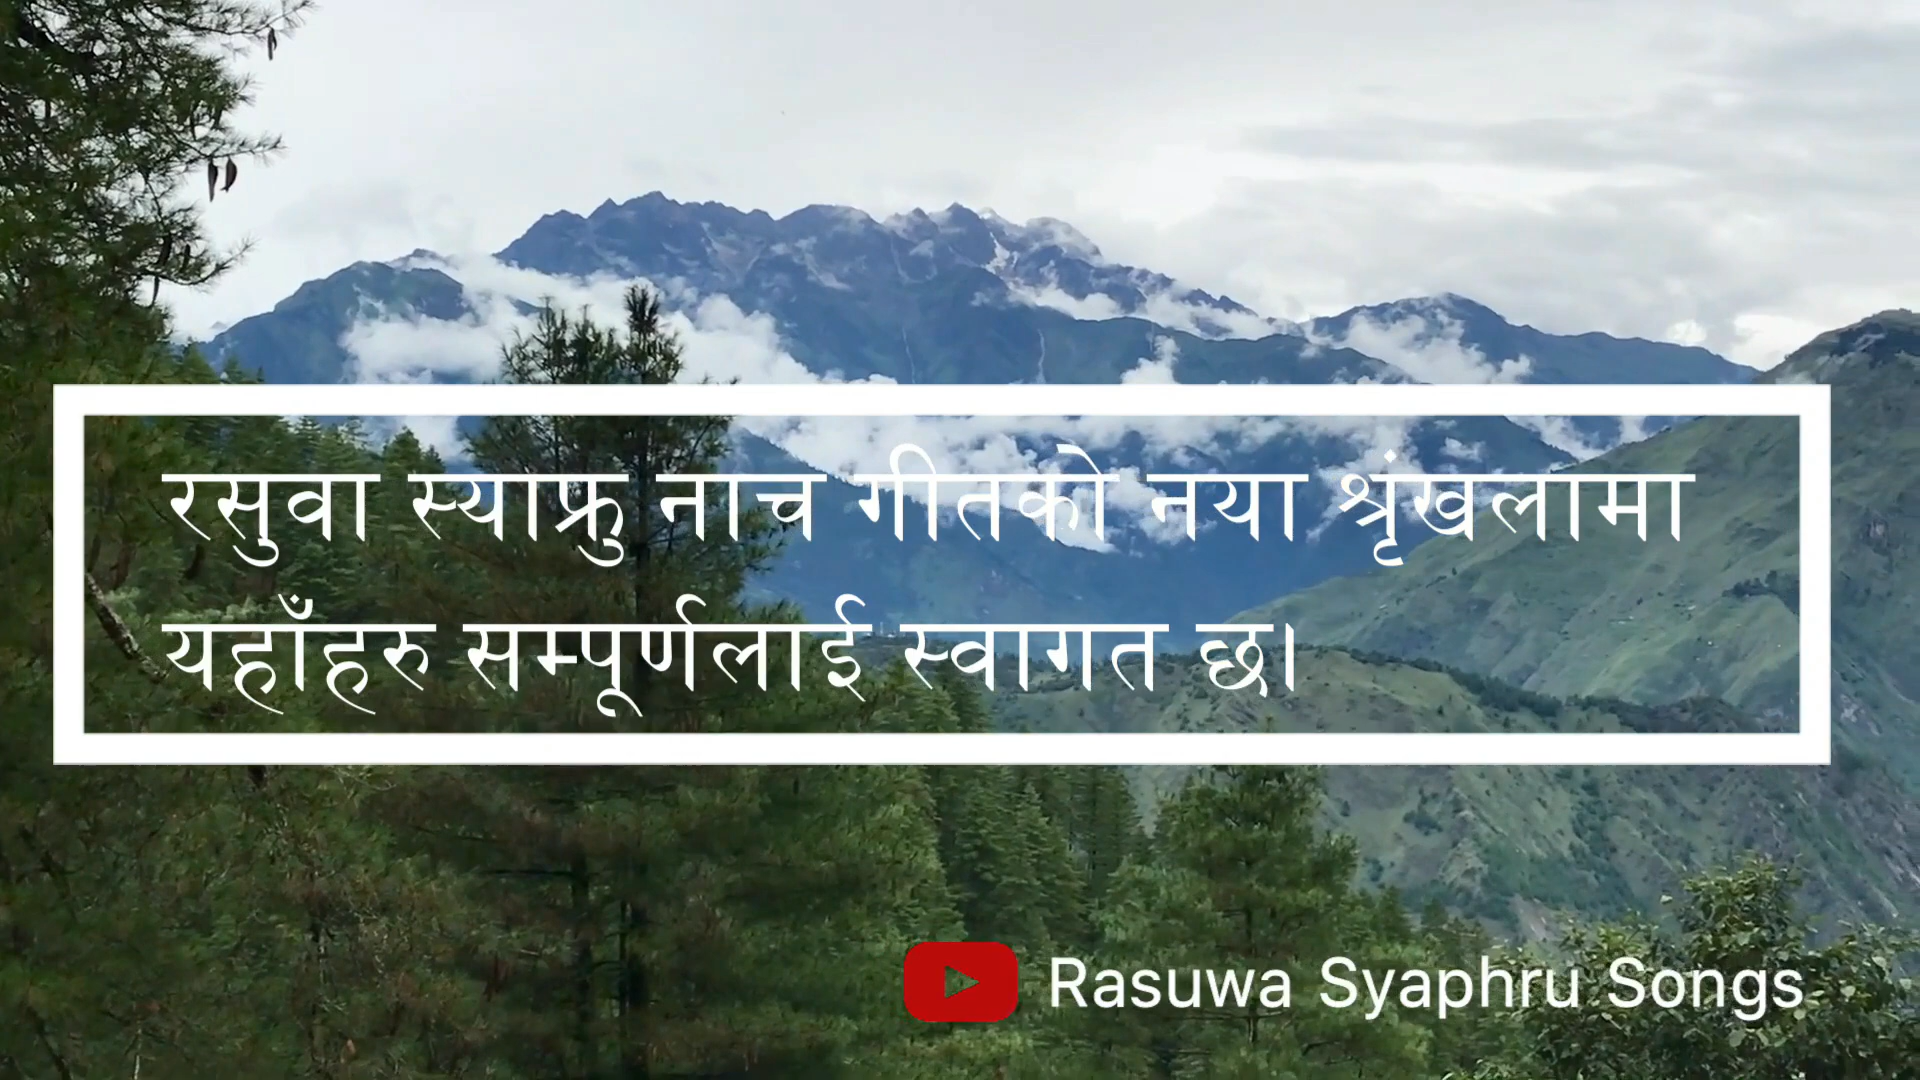 रसुवा स्याफ्रु नाच गीतको नया श्रृंखलामा
यहाँहरु सम्पूर्णलाई स्वागत छ।
Rasuwa Syaphru Songs